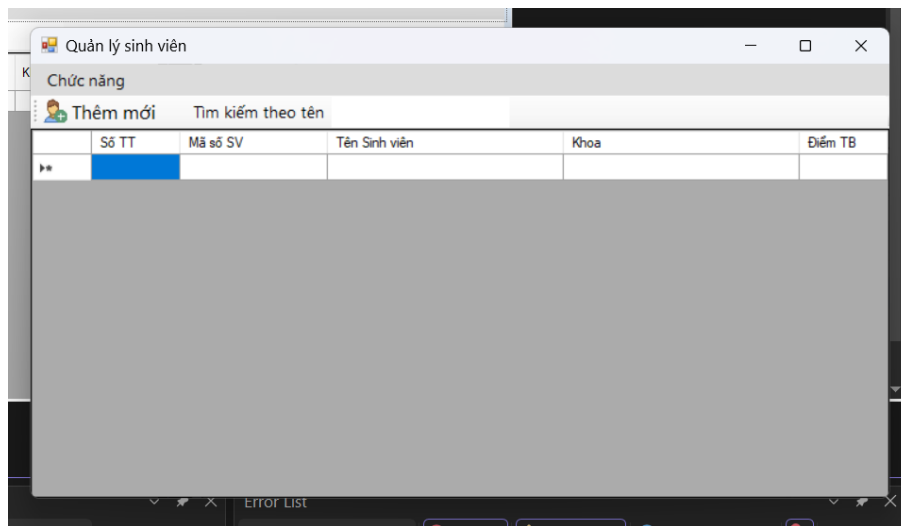 Quản lý sinh viên
K
Chức năng
Thêm mới Tìm kiếm theo tên
Số TT Mã số SV Tên Sinh viên Khoa Điểm TB
Error List